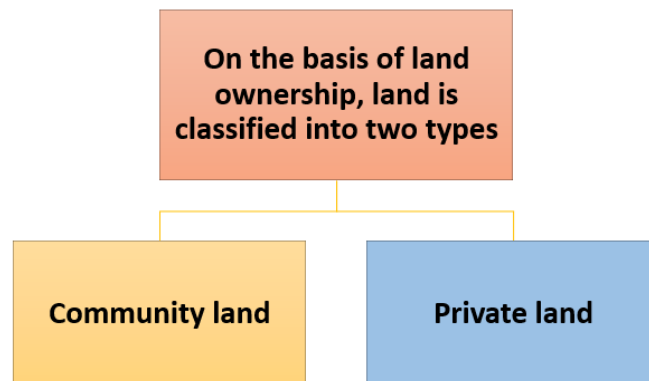 On the basis of land
ownership, land is
classified into two types
Community land
Private land